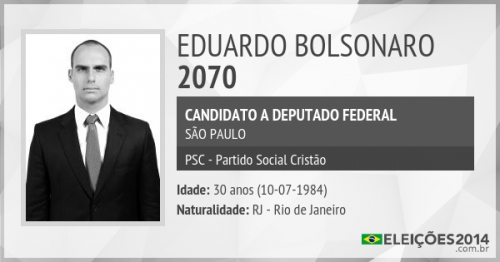 EDUARDO BOLSONARO
2070
CANDIDATO A DEPUTADO FEDERAL
SÃO PAULO
PSC - Partido Social Cristão
Idade: 30 anos (10-07-1984)
Naturalidade: RJ - Rio de Janeiro
ELEIÇÕES2014
.com.br